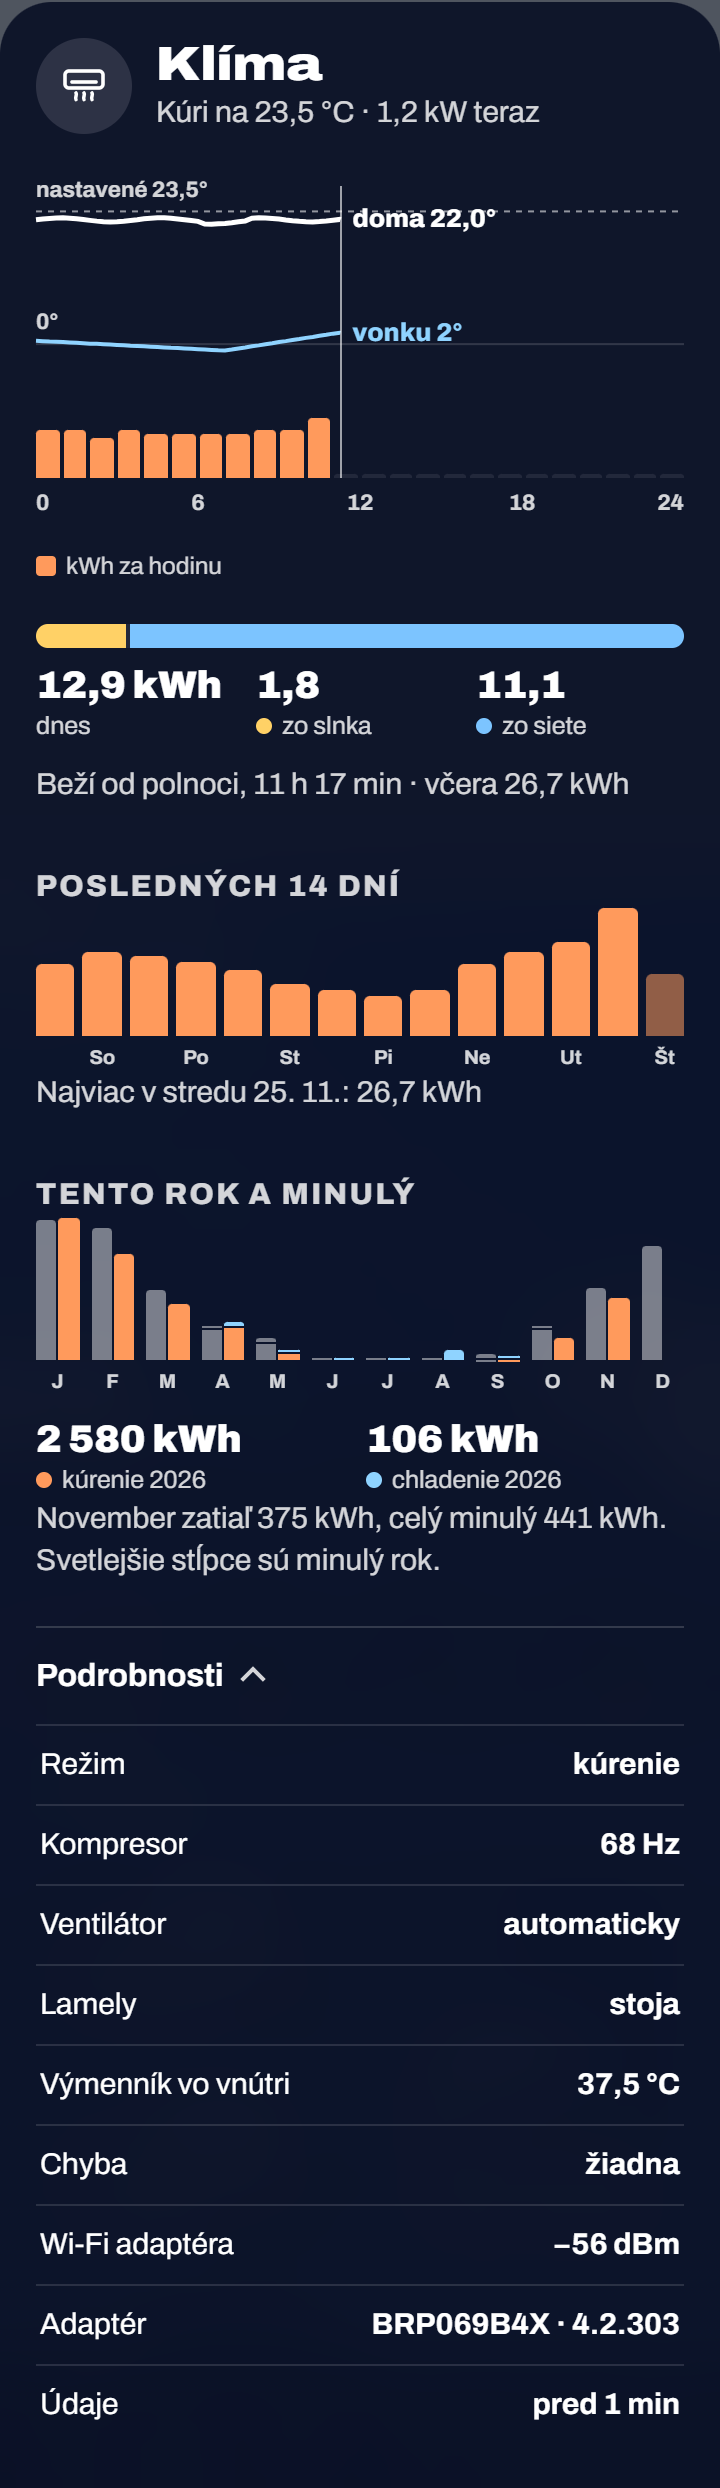 Klíma
Kúri na 23,5 °C · 1,2 kW teraz
nastavené 23,5°
doma 22,0°
0°
vonku 2°
0 6 12 18 24
kWh za hodinu
12,9 kWh 1,8 11,1
dnes zo slnka zo siete
Beží od polnoci, 11 h 17 min · včera 26,7 kWh
POSLEDNÝCH 14 DNÍ
So Po St Pi Ne Ut Št
Najviac v stredu 25. 11.: 26,7 kWh
TENTO ROK A MINULÝ
J F M A M J J A S O N D
2 580 kWh 106 kWh
kúrenie 2026 chladenie 2026
November zatiaľ 375 kWh, celý minulý 441 kWh.
Svetlejšie stĺpce sú minulý rok.
Podrobnosti
Režim kúrenie
Kompresor 68 Hz
Ventilátor automaticky
Lamely stoja
Výmenník vo vnútri 37,5 °C
Chyba žiadna
Wi-Fi adaptéra –56 dBm
Adaptér BRP069B4X · 4.2.303
Údaje pred 1 min